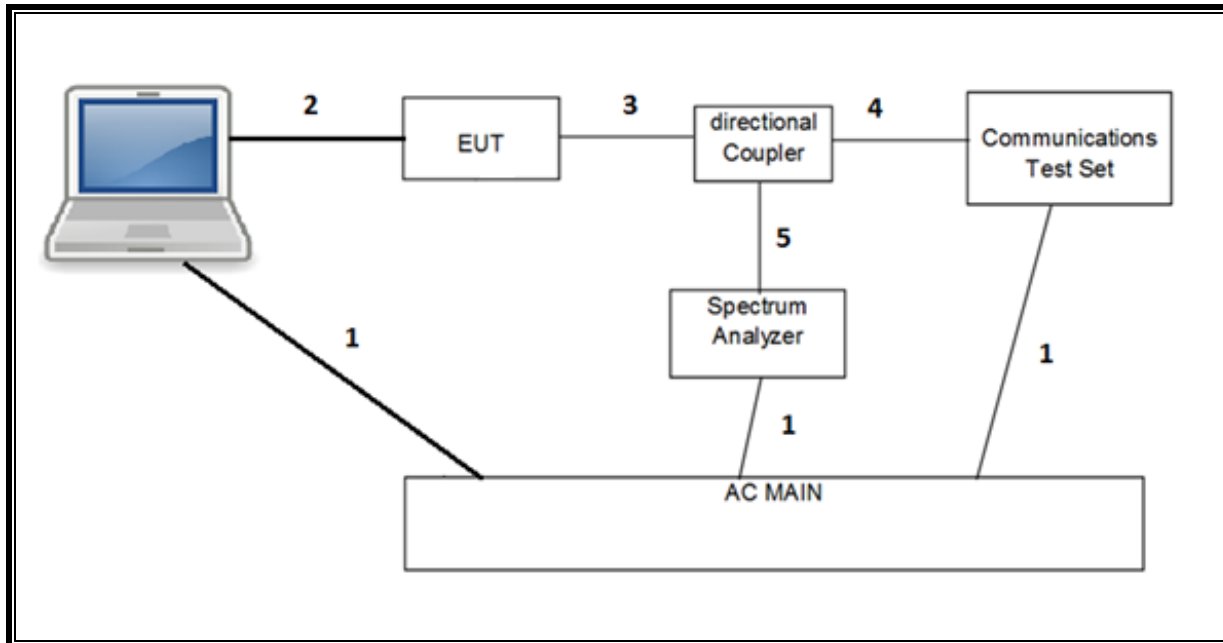 2
EUT
3
directional
Coupler
4
Communications
Test Set
5
Spectrum
Analyzer
1
1
1
AC MAIN